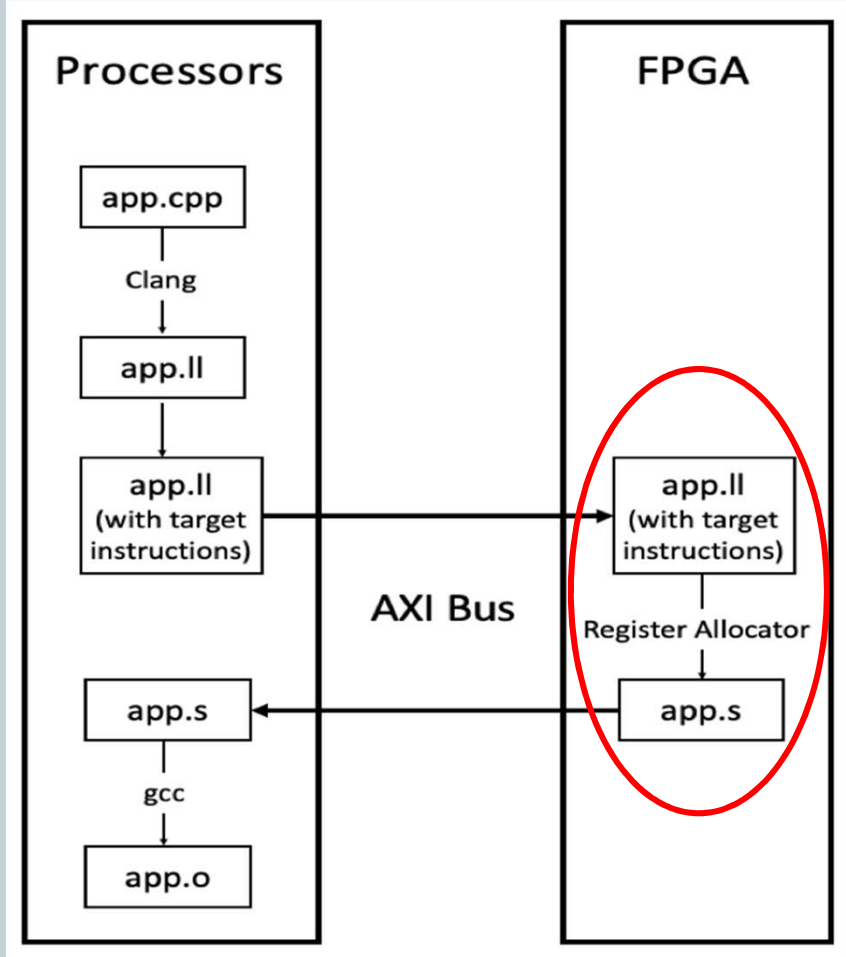 Processors
app.cpp
Clang
app.ll
app.ll
(with target
instructions)
app.s
gcc
app.o
AXI Bus
FPGA
app.ll
(with target
instructions)
Register Allocator
app.s